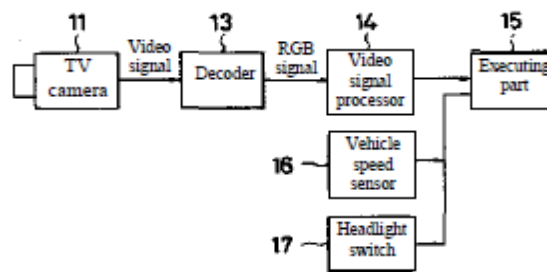 11
13
14
15
TV
camera
Video
signal
Decoder
RGB
signal
Video
signal
processor
Executing
part
16
Vehicle
speed
sensor
17
Headlight
switch